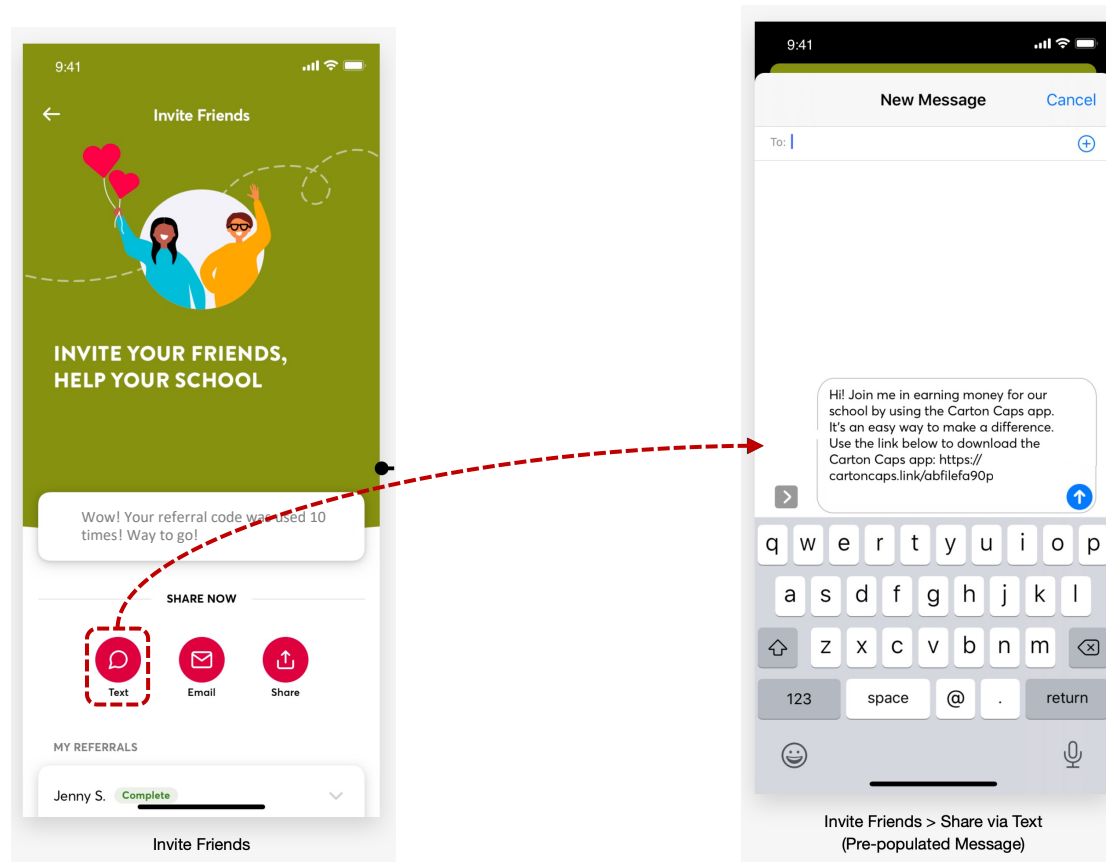 9:41
Invite Friends
INVITE YOUR FRIENDS,
HELP YOUR SCHOOL
Wow! Your referral code was used 10
times! Way to go!
SHARE NOW
Text
Email
Share
MY REFERRALS
Jenny S. Complete
Invite Friends
9:41
New Message
Cancel
To:
Hi! Join me in earning money for our
school by using the Carton Caps app.
It's an easy way to make a difference.
Use the link below to download the
Carton Caps app: https://
cartoncaps.link/abfilefa90p
q w e r t y u i o p
a s d f g h j k l
z x c v b n m
123 space @ . return
Invite Friends > Share via Text
(Pre-populated Message)